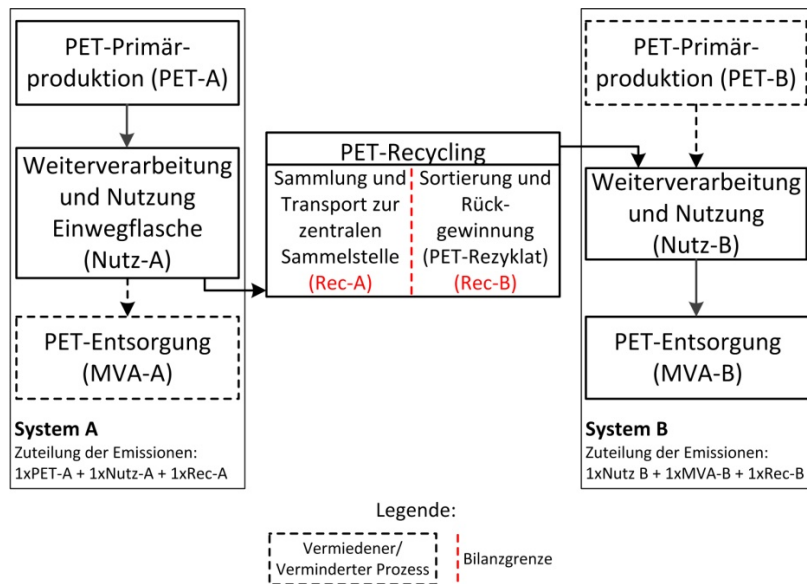 PET-Primär-
produktion (PET-A)
Weiterverarbeitung
und Nutzung
Einwegflasche
(Nutz-A)
PET-Entsorgung
(MVA-A)
System A
Zuteilung der Emissionen:
1xPET-A + 1xNutz-A + 1xRec-A
PET-Recycling
Sammlung und
Transport zur
zentralen
Sammelstelle
(Rec-A)
Sortierung und
Rück-
gewinnung
(PET-Rezyklat)
(Rec-B)
PET-Primär-
produktion (PET-B)
Weiterverarbeitung
und Nutzung
(Nutz-B)
PET-Entsorgung
(MVA-B)
System B
Zuteilung der Emissionen:
1xNutz B + 1xMVA-B + 1xRec-B
Legende:
Vermiedener/
Verminderter Prozess
Bilanzgrenze